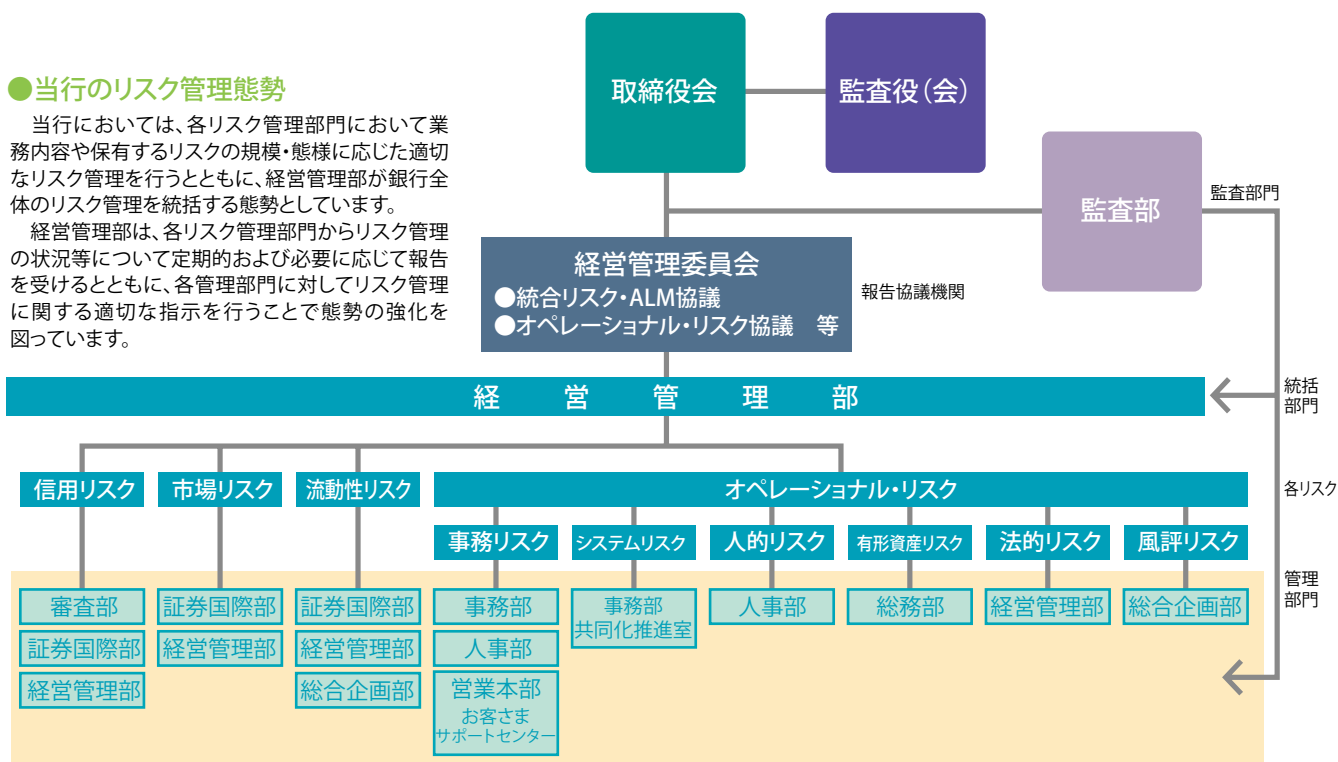 ●当行のリスク管理態勢
　当行においては、各リスク管理部門において業
務内容や保有するリスクの規模・態様に応じた適切
なリスク管理を行うとともに、経営管理部が銀行全
体のリスク管理を統括する態勢としています。
　経営管理部は、各リスク管理部門からリスク管理
の状況等について定期的および必要に応じて報告
を受けるとともに、各管理部門に対してリスク管理
に関する適切な指示を行うことで態勢の強化を
図っています。
取締役会
監査役（会）
監査部
監査部門
経営管理委員会
●統合リスク・ALM協議
●オペレーショナル・リスク協議　等
報告協議機関
経営管理部
統括
部門
信用リスク
市場リスク
流動性リスク
オペレーショナル・リスク
各リスク
事務リスク
システムリスク
人的リスク
有形資産リスク
法的リスク
風評リスク
管理
部門
審査部
証券国際部
経営管理部
証券国際部
経営管理部
証券国際部
経営管理部
総合企画部
事務部
人事部
営業本部
お客さま
サポートセンター
事務部
共同化推進室
人事部
総務部
経営管理部
総合企画部